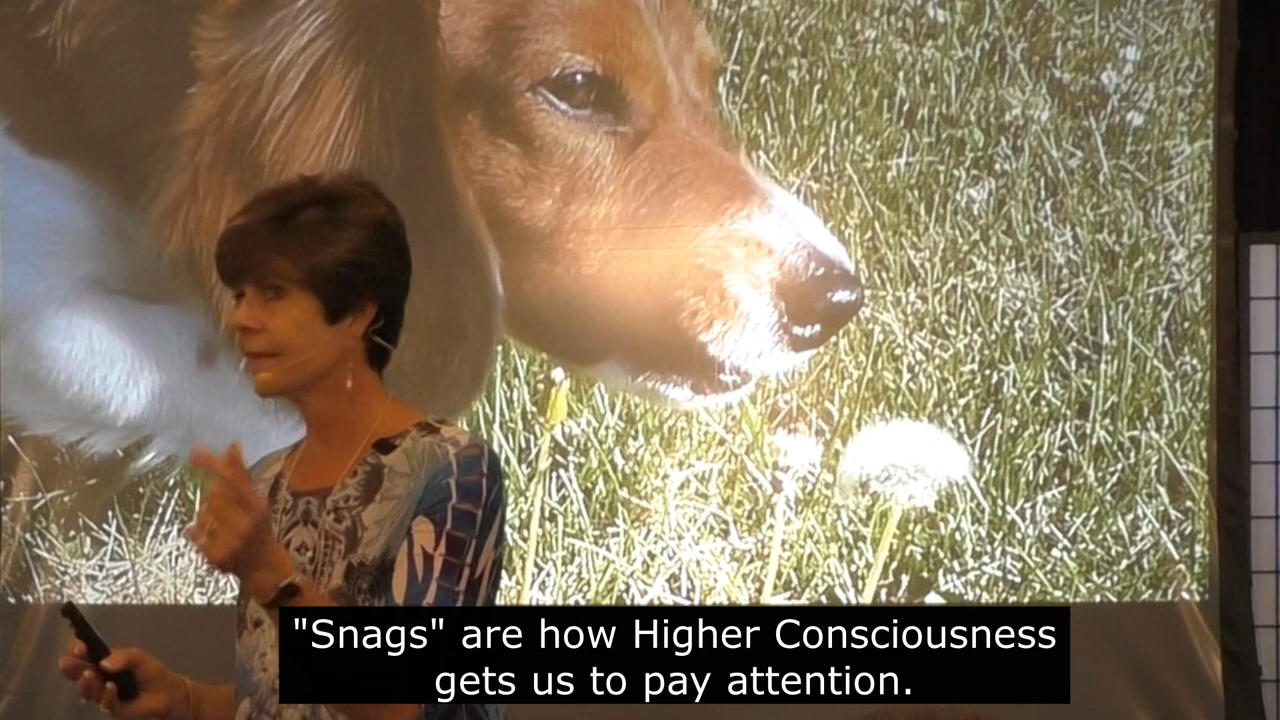 "Snags" are how Higher Consciousness
gets us to pay attention.